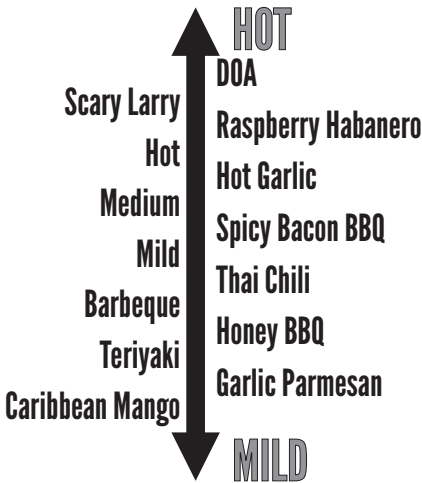 HOT
DOA
Scary Larry
Raspberry Habanero
Hot
Hot Garlic
Medium
Spicy Bacon BBQ
Mild
Thai Chili
Barbeque
Honey BBQ
Teriyaki
Garlic Parmesan
Caribbean Mango
MILD